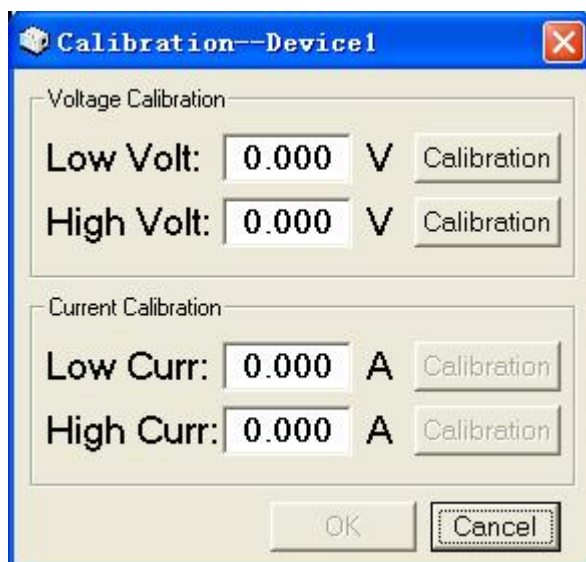 Calibration--Device1
Voltage Calibration
Low Volt: 0.000 V Calibration
High Volt: 0.000 V Calibration
Current Calibration
Low Curr: 0.000 A Calibration
High Curr: 0.000 A Calibration
OK Cancel